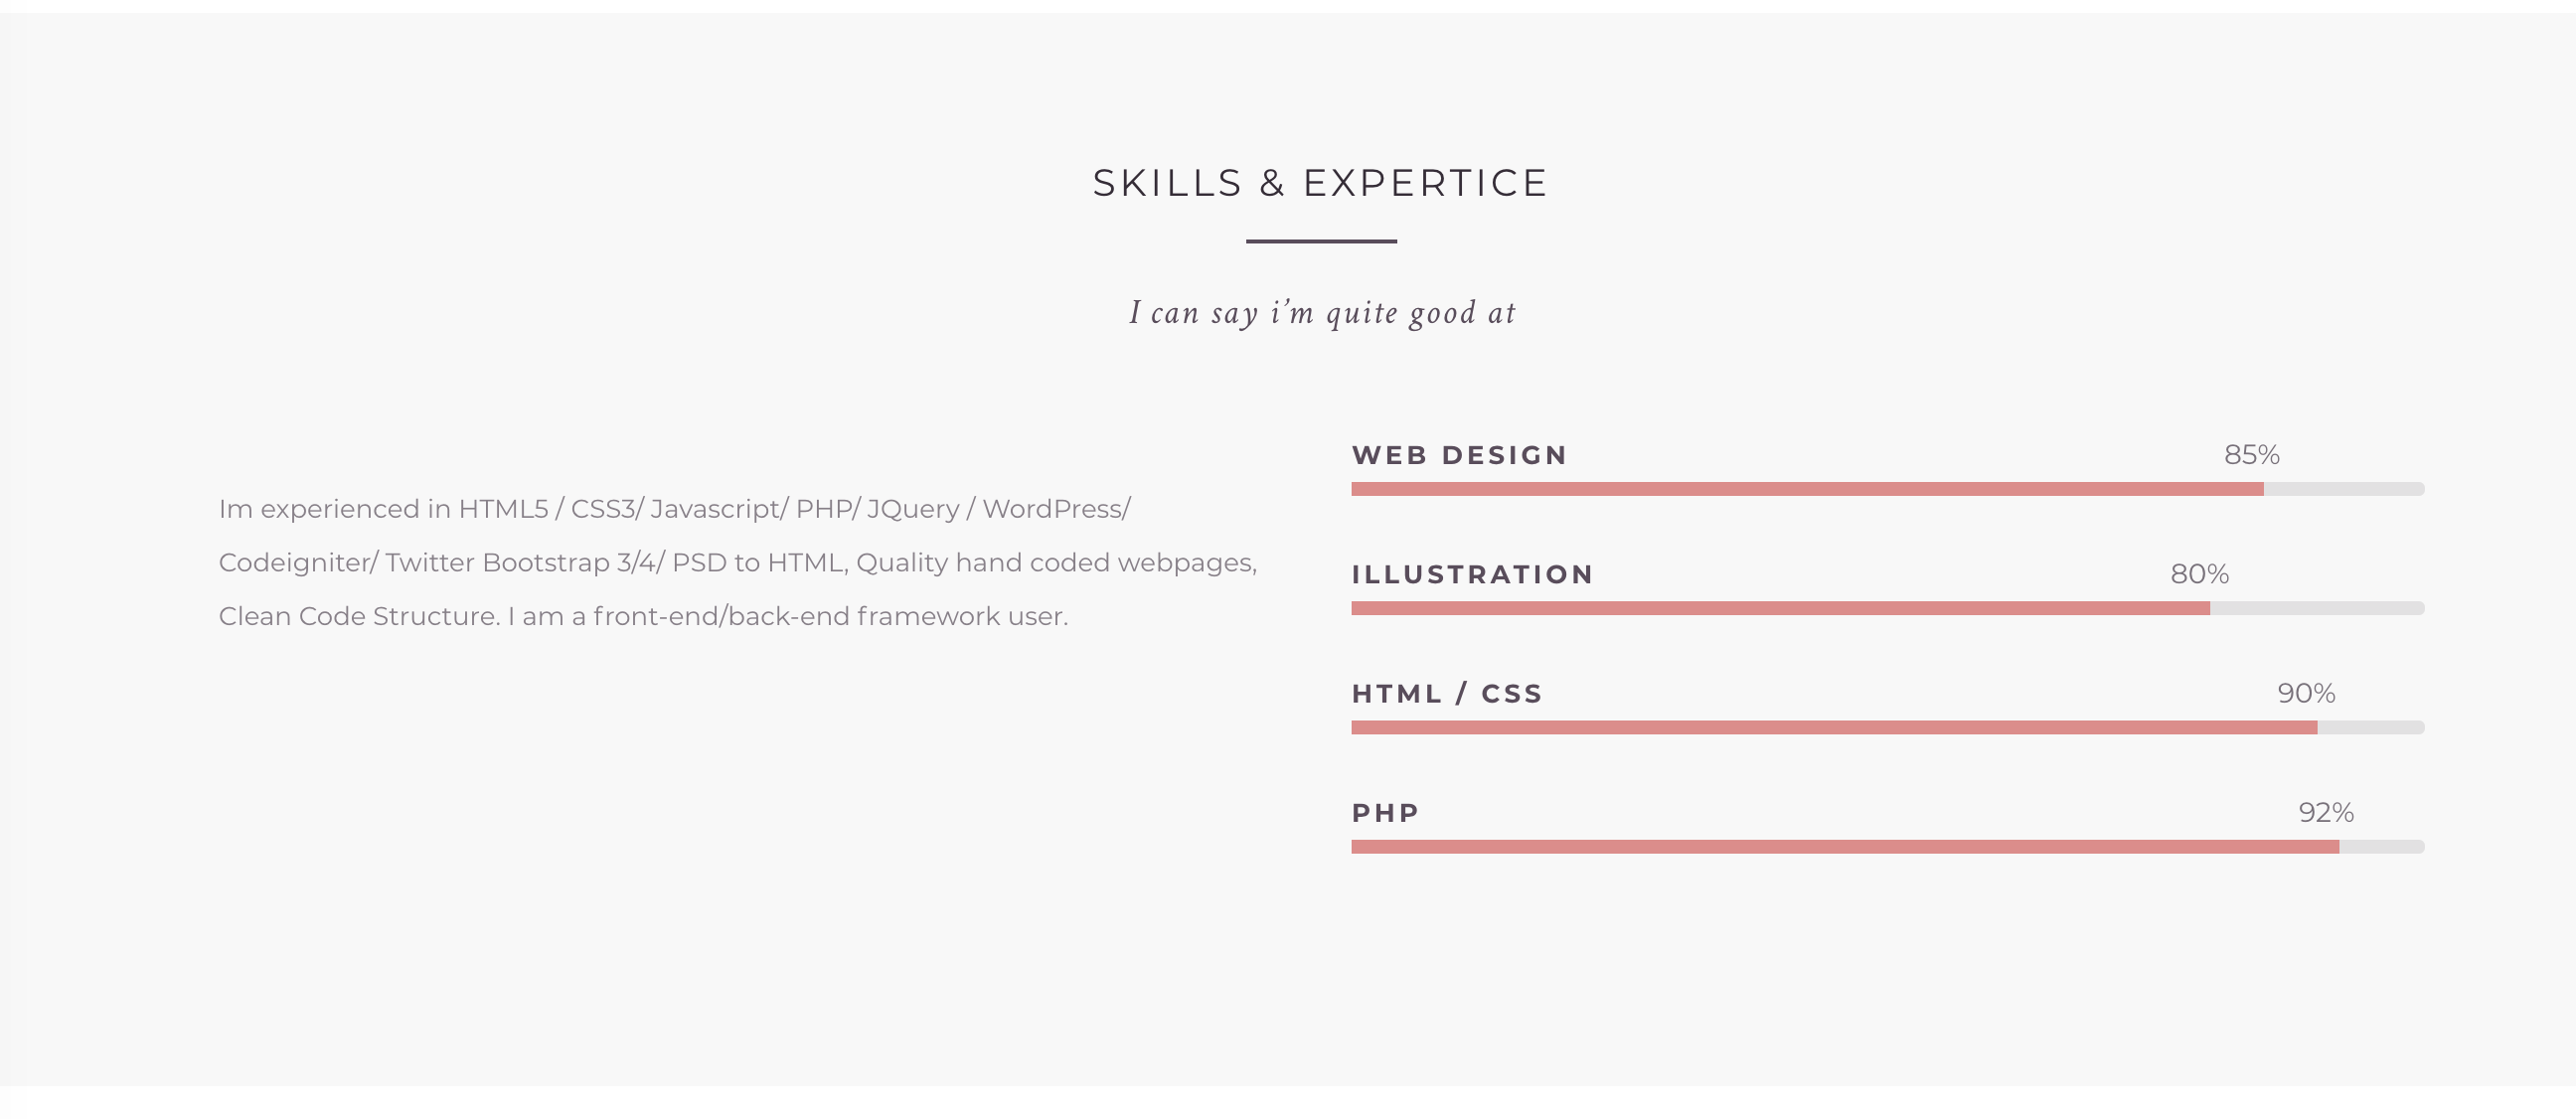 SKILLS & EXPERTICE
I can say i’m quite good at
Im experienced in HTML5 / CSS3/ Javascript/ PHP/ JQuery / WordPress/
Codeigniter/ Twitter Bootstrap 3/4/ PSD to HTML, Quality hand coded webpages,
Clean Code Structure. I am a front-end/back-end framework user.
WEB DESIGN 85%
ILLUSTRATION 80%
HTML / CSS 90%
PHP 92%